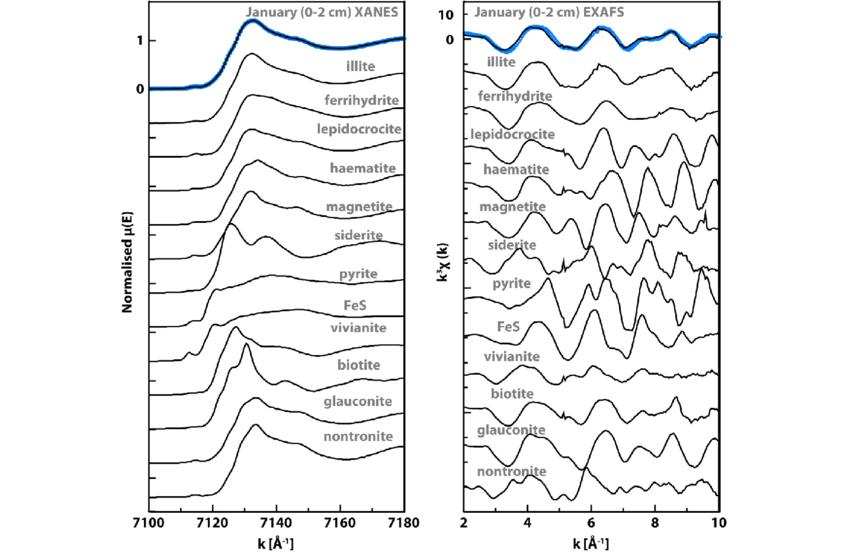 January (0-2 cm) XANES
1
0
illite
ferrihydrite
lepidocrocite
haematite
magnetite
siderite
pyrite
FeS
vivianite
biotite
glauconite
nontronite
Normalised μ(E)
7100 7120 7140 7160 7180
k [Å⁻¹]
January (0-2 cm) EXAFS
10
0
illite
ferrihydrite
lepidocrocite
haematite
magnetite
siderite
pyrite
FeS
vivianite
biotite
glauconite
nontronite
k³χ (k)
2 4 6 8 10
k [Å⁻¹]